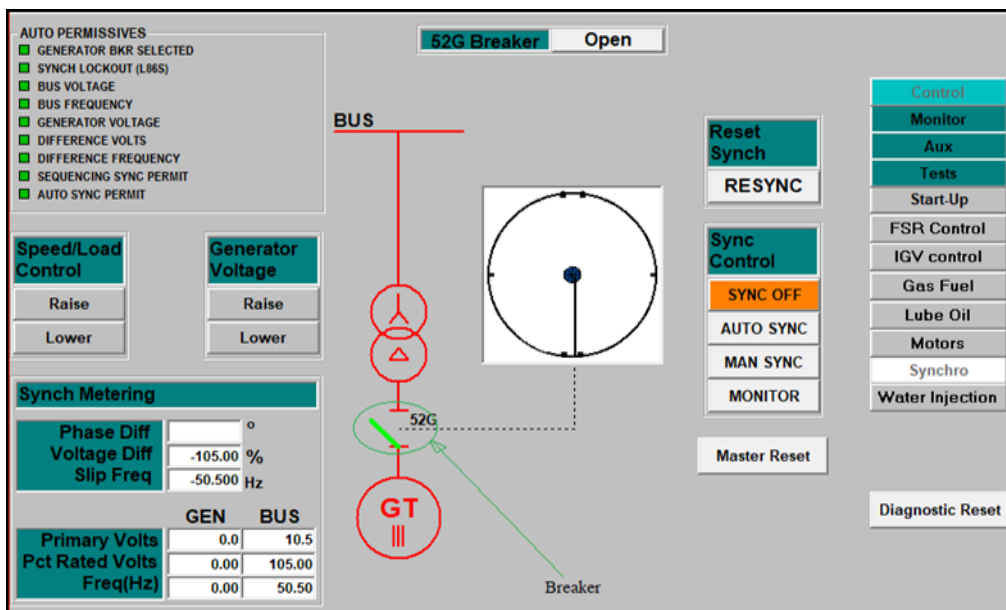 AUTO PERMISSIVES
GENERATOR BKR SELECTED
SYNCH LOCKOUT (L86S)
BUS VOLTAGE
BUS FREQUENCY
GENERATOR VOLTAGE
DIFFERENCE VOLTS
DIFFERENCE FREQUENCY
SEQUENCING SYNC PERMIT
AUTO SYNC PERMIT
52G Breaker Open
BUS
Speed/Load
Control
Raise
Lower
Generator
Voltage
Raise
Lower
Synch Metering
Phase Diff °
Voltage Diff -105.00 %
Slip Freq -50.500 Hz
GEN BUS
Primary Volts 0.0 10.5
Pct Rated Volts 0.00 105.00
Freq(Hz) 0.00 50.50
52G
GT
Breaker
Reset
Synch
RESYNC
Sync
Control
SYNC OFF
AUTO SYNC
MAN SYNC
MONITOR
Master Reset
Control
Monitor
Aux
Tests
Start-Up
FSR Control
IGV control
Gas Fuel
Lube Oil
Motors
Synchro
Water Injection
Diagnostic Reset